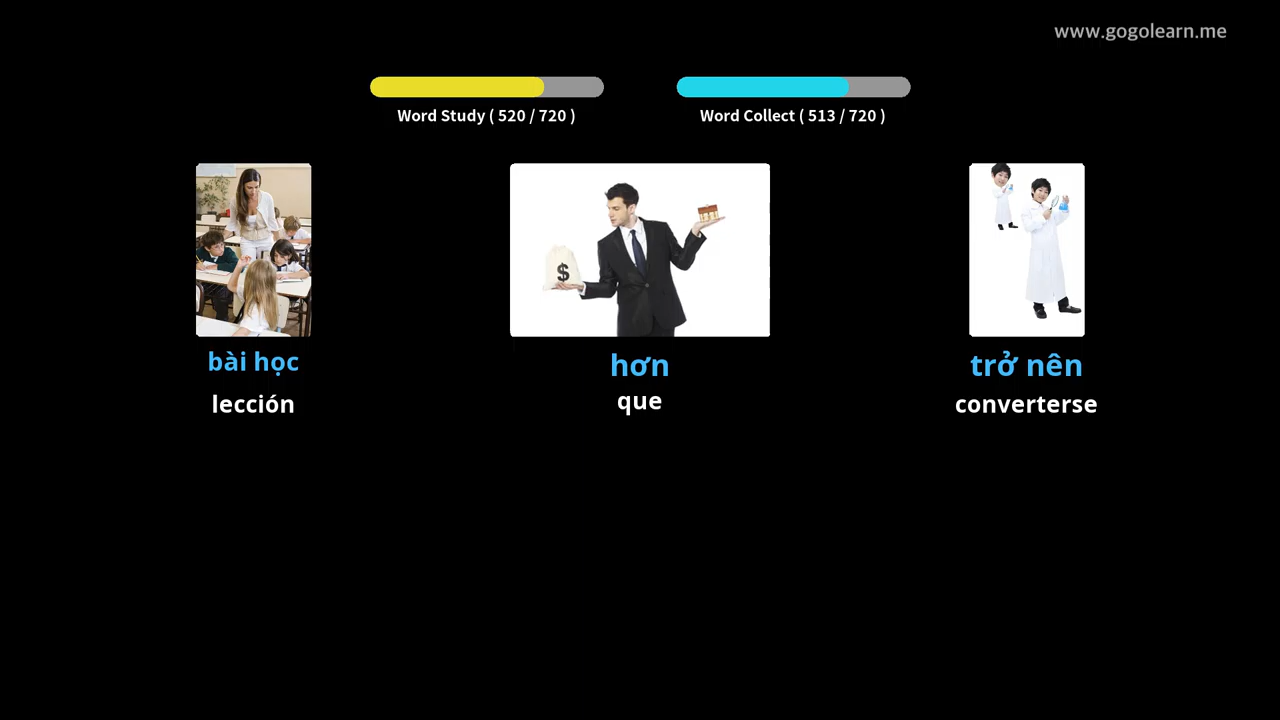 www.gogolearn.me
Word Study ( 520 / 720 )
Word Collect ( 513 / 720 )
$
bài học
hơn
trở nên
lección
que
converterse